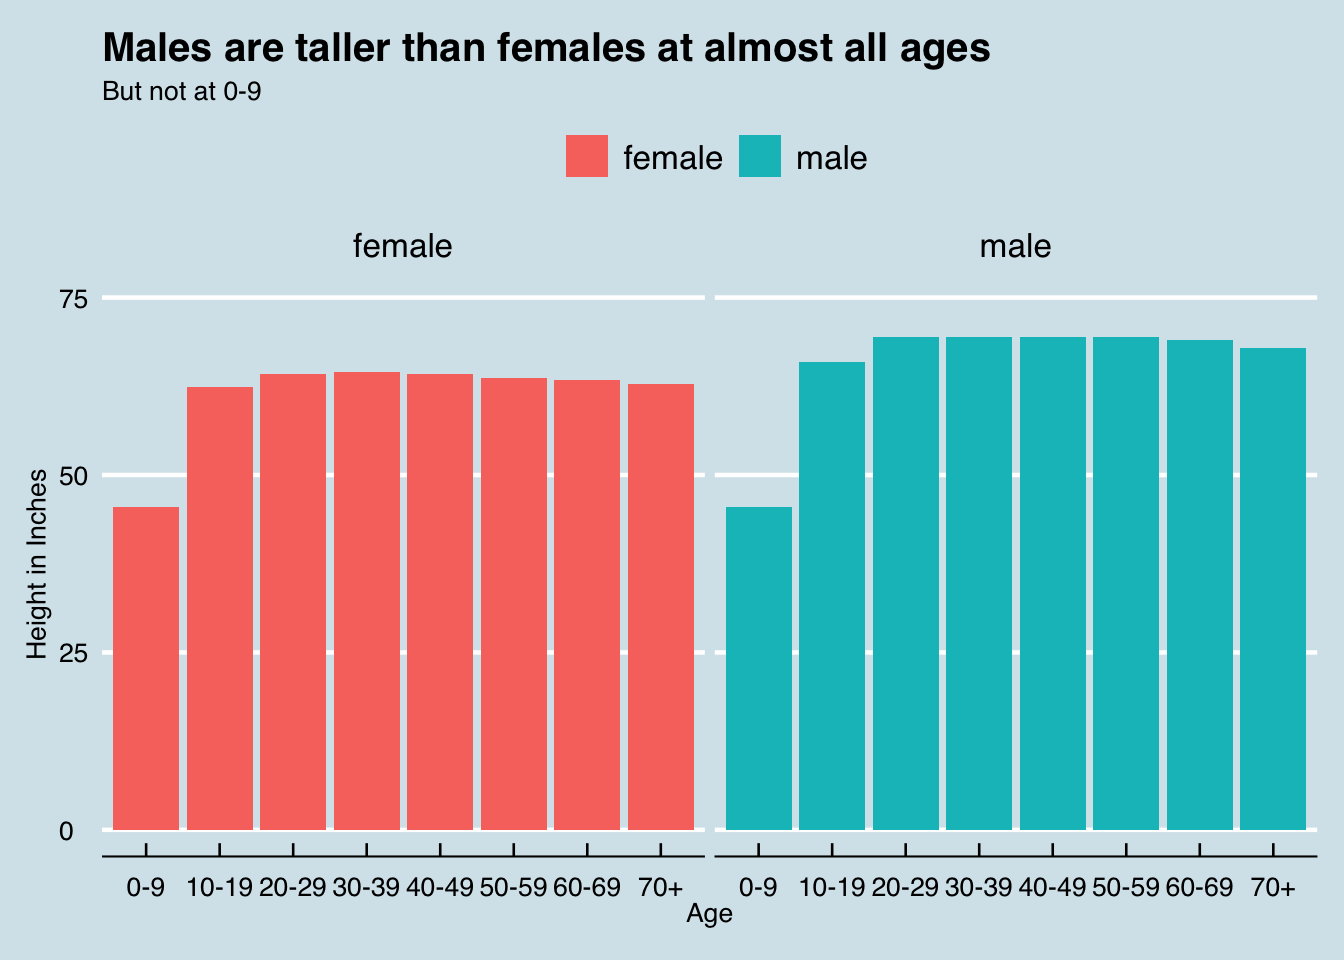 Males are taller than females at almost all ages
But not at 0-9
female male
female male
75
50
25
0
Height in Inches
0-9 10-19 20-29 30-39 40-49 50-59 60-69 70+ 0-9 10-19 20-29 30-39 40-49 50-59 60-69 70+
Age